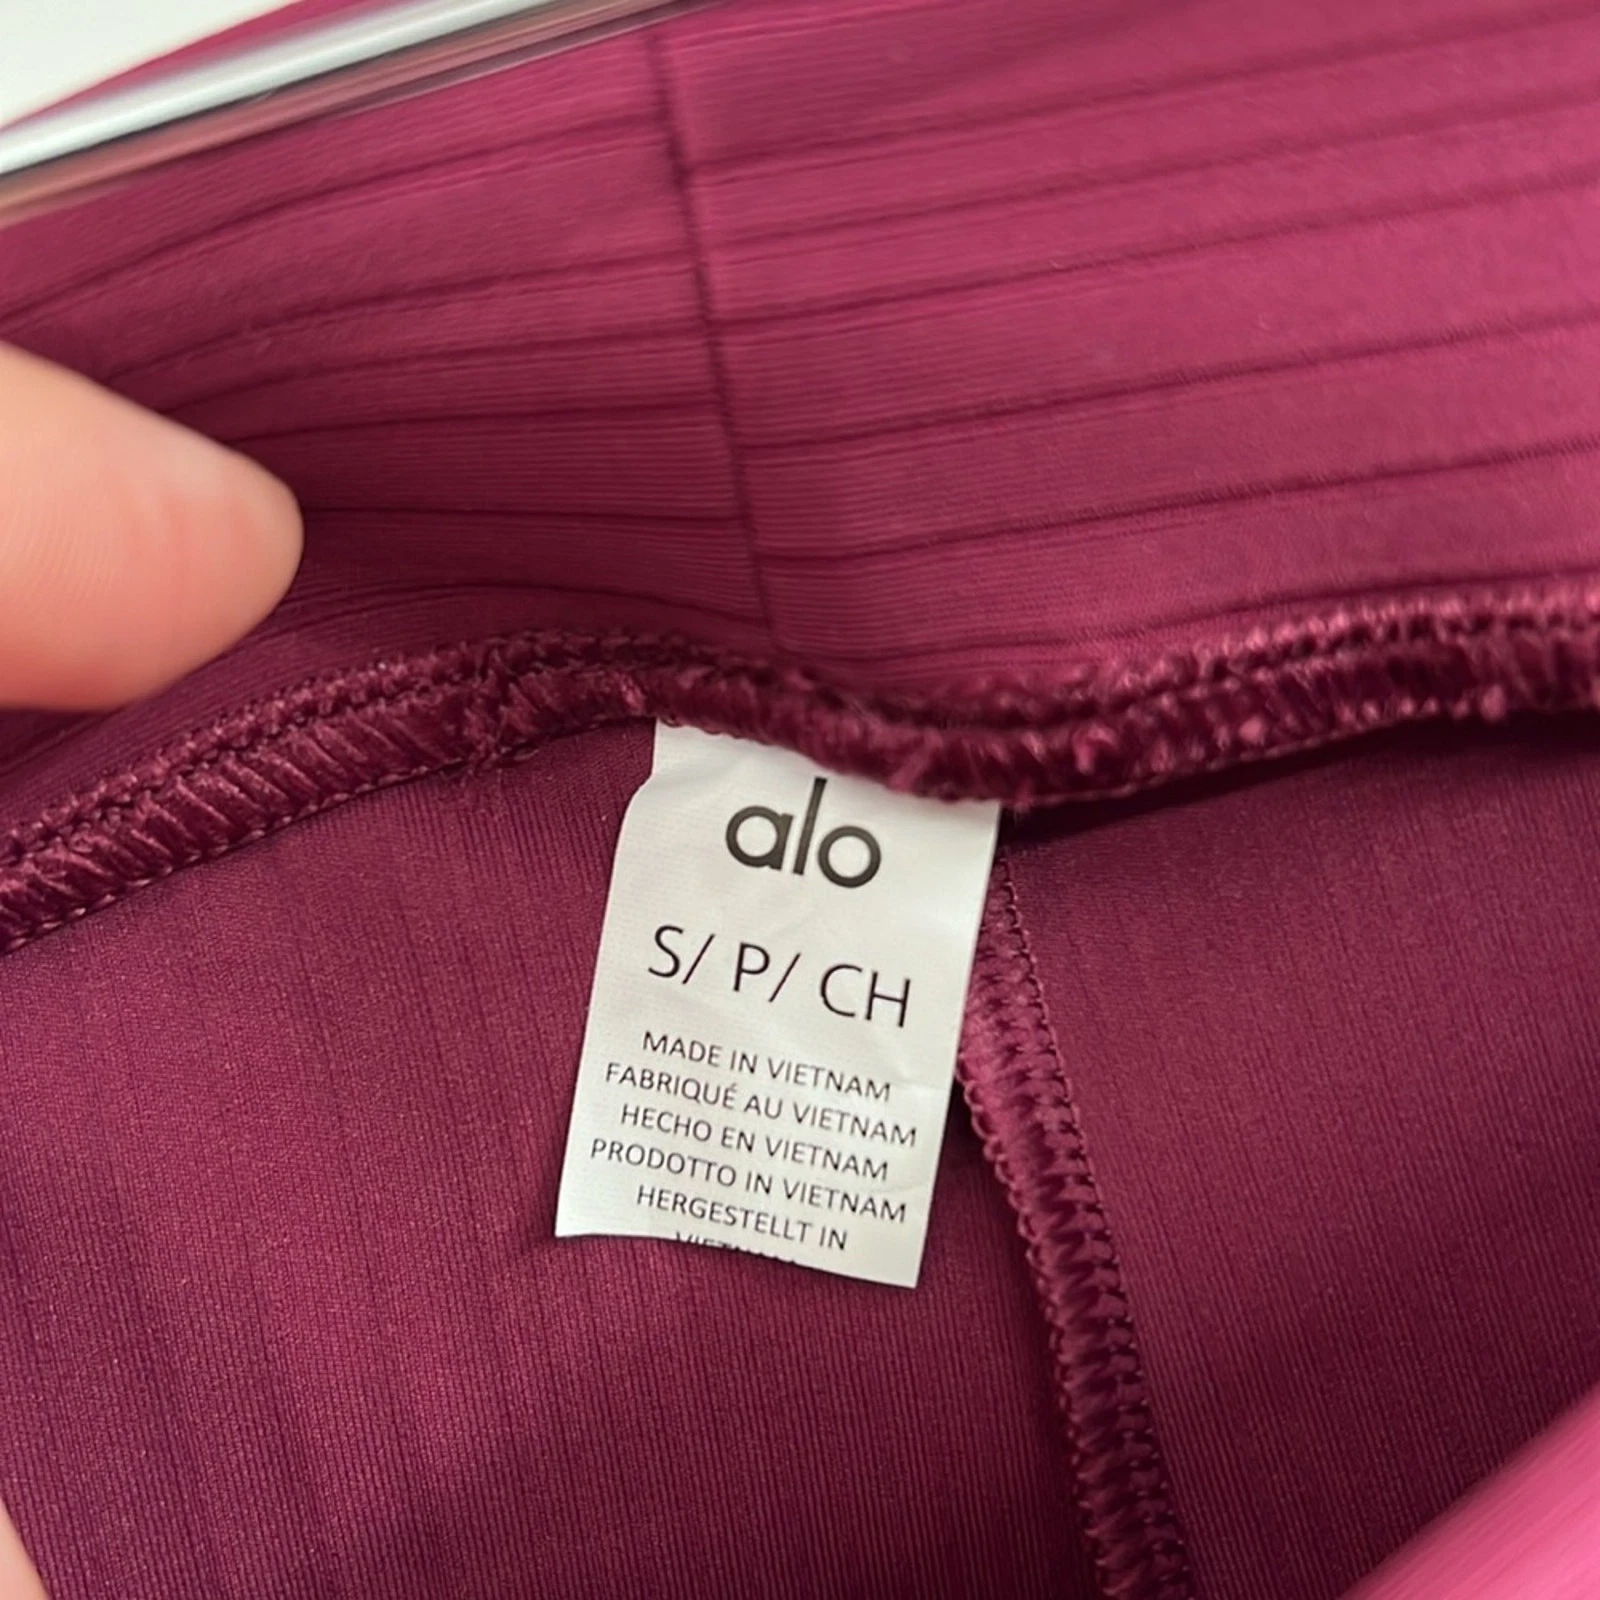 alo
S/ P/ CH
MADE IN VIETNAM
FABRIQUÉ AU VIETNAM
HECHO EN VIETNAM
PRODOTTO IN VIETNAM
HERGESTELLT IN